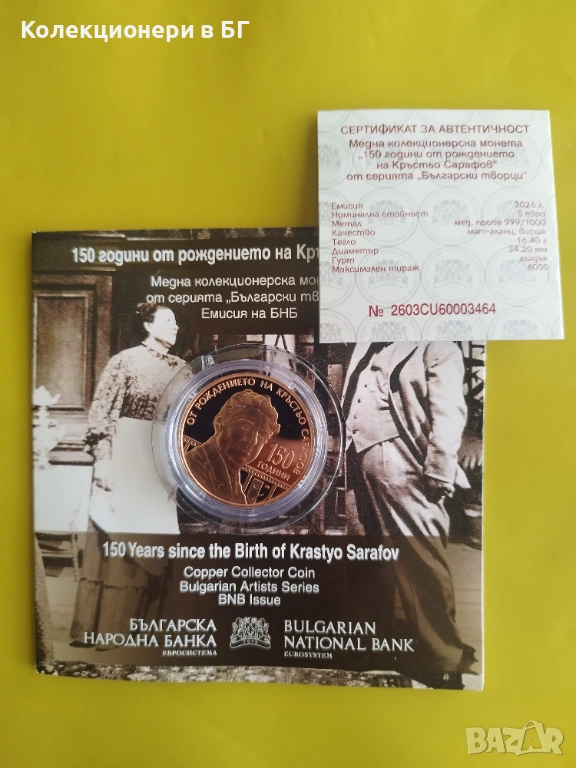 Колекционери в БГ
СЕРТИФИКАТ ЗА АВТЕНТИЧНОСТ
Медна колекционерска монета
„150 години от рождението
на Кръстьо Сарафов"
от серията „Български творци"
Емисия 2026 г.
Номинална стойност 5 евро
Метал мед, проба 999/1000
Качество мат-гланц, висше
Тегло 16.40 г
Диаметър 34.20 мм
Гурт гладък
Максимален тираж 6000
№ 2603CU60003464
150 години от рождението на Кръ
Медна колекционерска мо
от серията „Български тв
Емисия на БНБ
ОТ РОЖДЕНИЕТО НА КРЪСТЬО САРАФОВ
150
ГОДИНИ
150 Years since the Birth of Krastyo Sarafov
Copper Collector Coin
Bulgarian Artists Series
BNB Issue
БЪЛГАРСКА
НАРОДНА БАНКА
ЕВРОСИСТЕМА
BULGARIAN
NATIONAL BANK
EUROSYSTEM
BAZAR